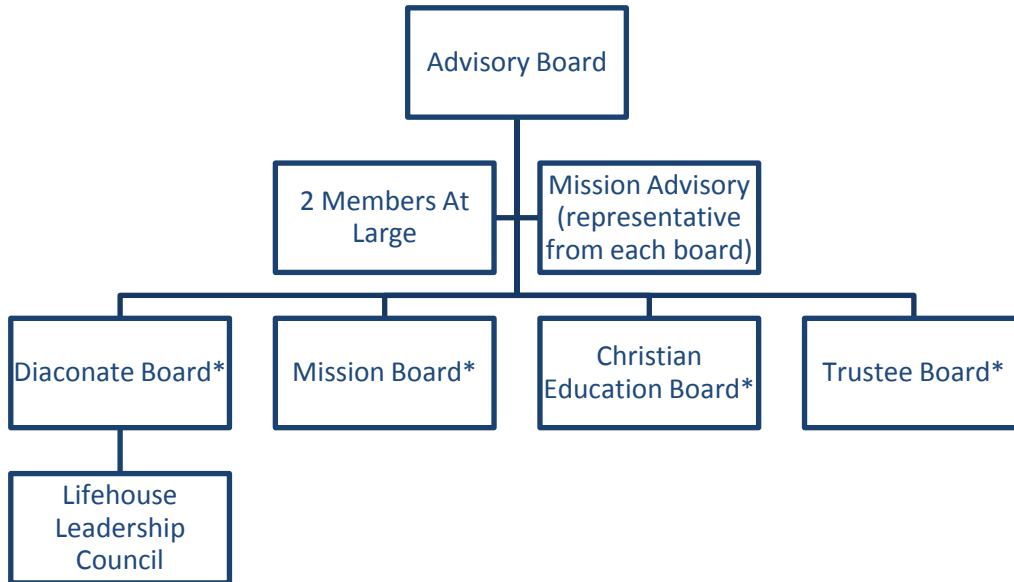 Advisory Board
2 Members At
Large
Mission Advisory
(representative
from each board)
Diaconate Board*
Mission Board*
Christian
Education Board*
Trustee Board*
Lifehouse
Leadership
Council